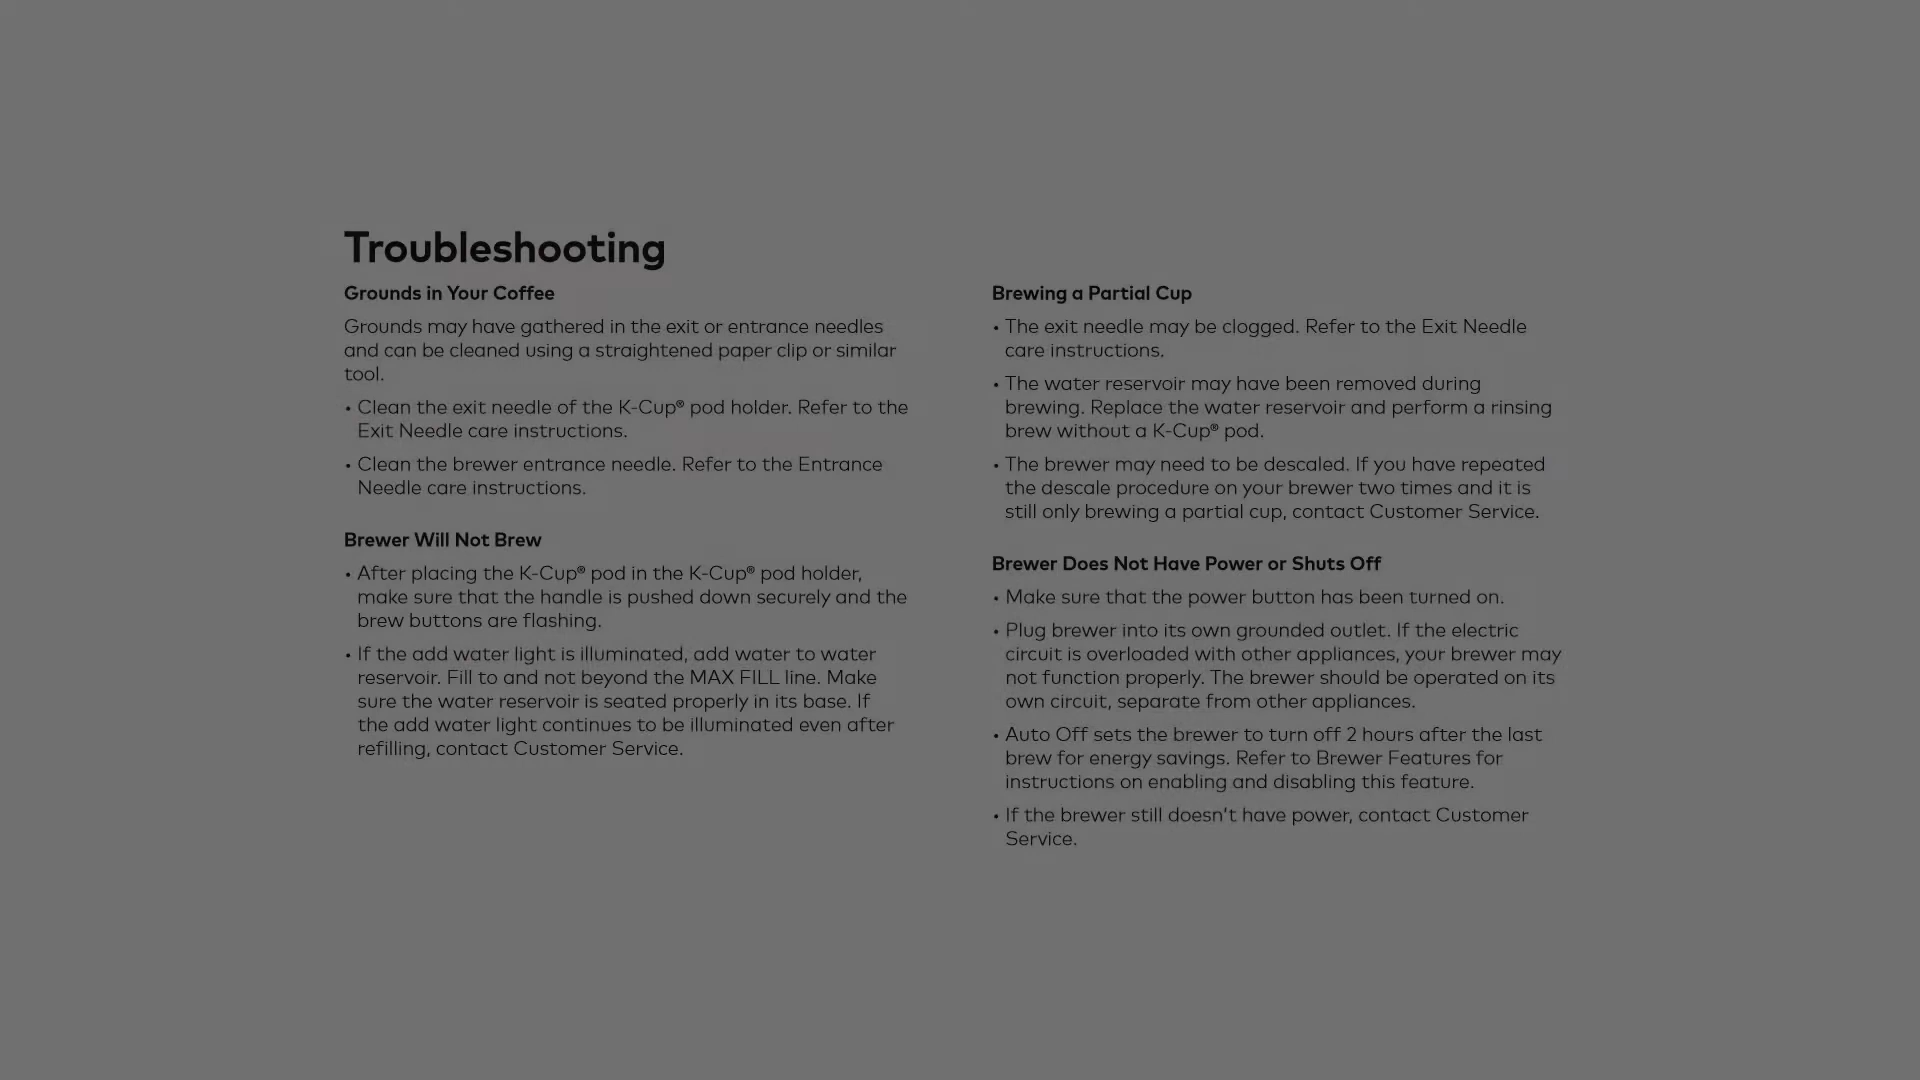 Troubleshooting
Grounds in Your Coffee
Grounds may have gathered in the exit or entrance needles
and can be cleaned using a straightened paper clip or similar
tool.
• Clean the exit needle of the K-Cup® pod holder. Refer to the
Exit Needle care instructions.
• Clean the brewer entrance needle. Refer to the Entrance
Needle care instructions.
Brewer Will Not Brew
• After placing the K-Cup® pod in the K-Cup® pod holder,
make sure that the handle is pushed down securely and the
brew buttons are flashing.
• If the add water light is illuminated, add water to water
reservoir. Fill to and not beyond the MAX FILL line. Make
sure the water reservoir is seated properly in its base. If
the add water light continues to be illuminated even after
refilling, contact Customer Service.
Brewing a Partial Cup
• The exit needle may be clogged. Refer to the Exit Needle
care instructions.
• The water reservoir may have been removed during
brewing. Replace the water reservoir and perform a rinsing
brew without a K-Cup® pod.
• The brewer may need to be descaled. If you have repeated
the descale procedure on your brewer two times and it is
still only brewing a partial cup, contact Customer Service.
Brewer Does Not Have Power or Shuts Off
• Make sure that the power button has been turned on.
• Plug brewer into its own grounded outlet. If the electric
circuit is overloaded with other appliances, your brewer may
not function properly. The brewer should be operated on its
own circuit, separate from other appliances.
• Auto Off sets the brewer to turn off 2 hours after the last
brew for energy savings. Refer to Brewer Features for
instructions on enabling and disabling this feature.
• If the brewer still doesn't have power, contact Customer
Service.